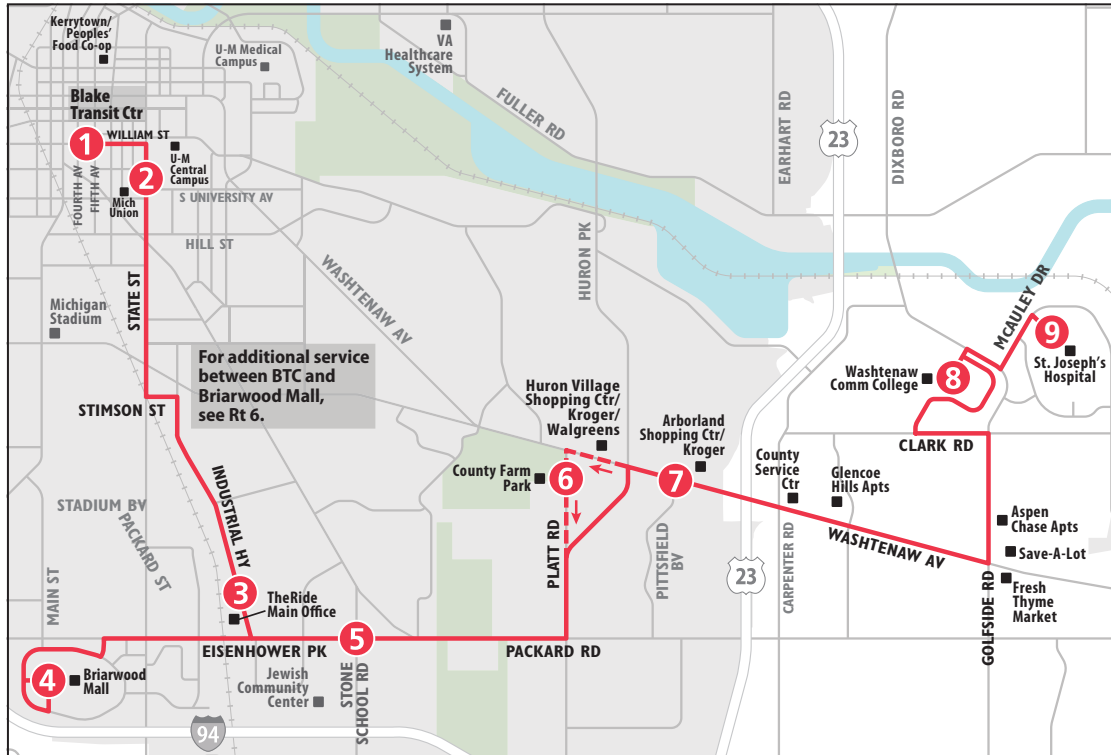 Kerrytown/
Peoples'
Food Co-op
U-M Medical
Campus
VA
Healthcare
System
FULLER RD
EARHART RD
23
DIXBORO RD
Blake
Transit Ctr
1
WILLIAM ST
2
U-M
Central
Campus
FOURTH AV
FIFTH AV
Mich
Union
S UNIVERSITY AV
HILL ST
STATE ST
WASHTENAW AV
HURON PK
Michigan
Stadium
MCAULEY DR
9
St. Joseph's
Hospital
For additional service
between BTC and
Briarwood Mall,
see Rt 6.
STIMSON ST
Huron Village
Shopping Ctr/
Kroger/
Walgreens
Arborland
Shopping Ctr/
Kroger
Washtenaw
Comm College
8
CLARK RD
County Farm
Park
6
7
County
Service
Ctr
Glencoe
Hills Apts
STADIUM BV
PACKARD ST
INDUSTRIAL HY
PLATT RD
PITTSFIELD
BV
WASHTENAW AV
Aspen
Chase Apts
Save-A-Lot
Fresh
Thyme
Market
MAIN ST
3
TheRide
Main Office
23
CARPENTER RD
GOLFSIDE RD
5
EISENHOWER PK
PACKARD RD
4
Briarwood
Mall
Jewish
Community
Center
STONE
SCHOOL RD
94